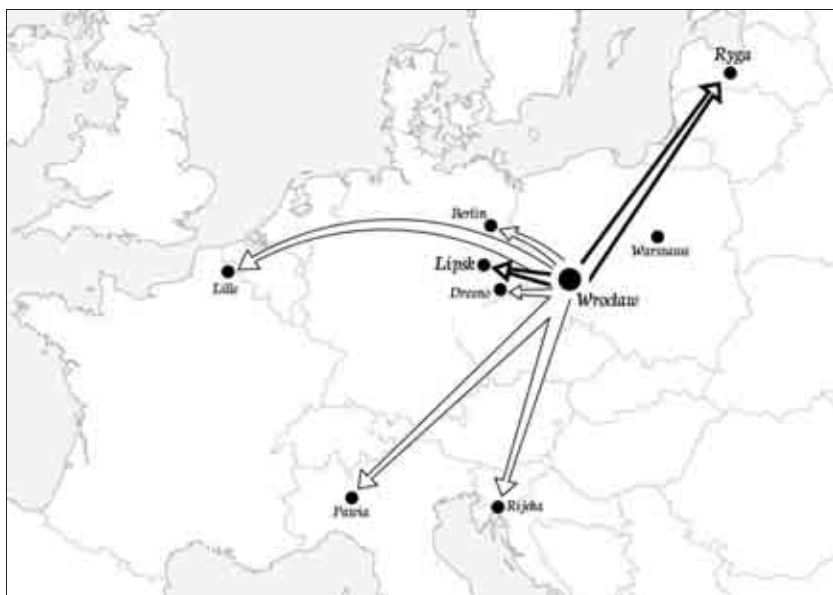 Ryga
Berlin
Warszawa
Lipsk
Lille
Drezno
Wrocław
Pawia
Rijeka